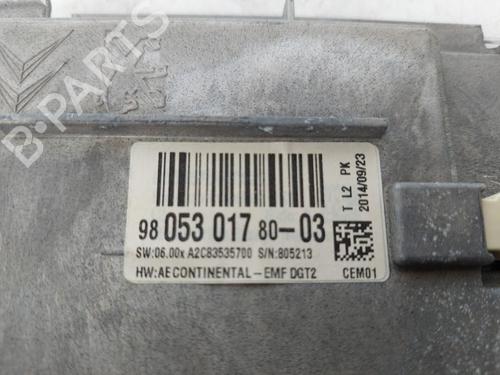 B-PARTS
98 053 017 80-03
SW:06.00x A2C83535700 S/N:805213
HW:AE CONTINENTAL-EMF DGT2
CEM01
T L2 PK
2014/09/23
B-PARTS